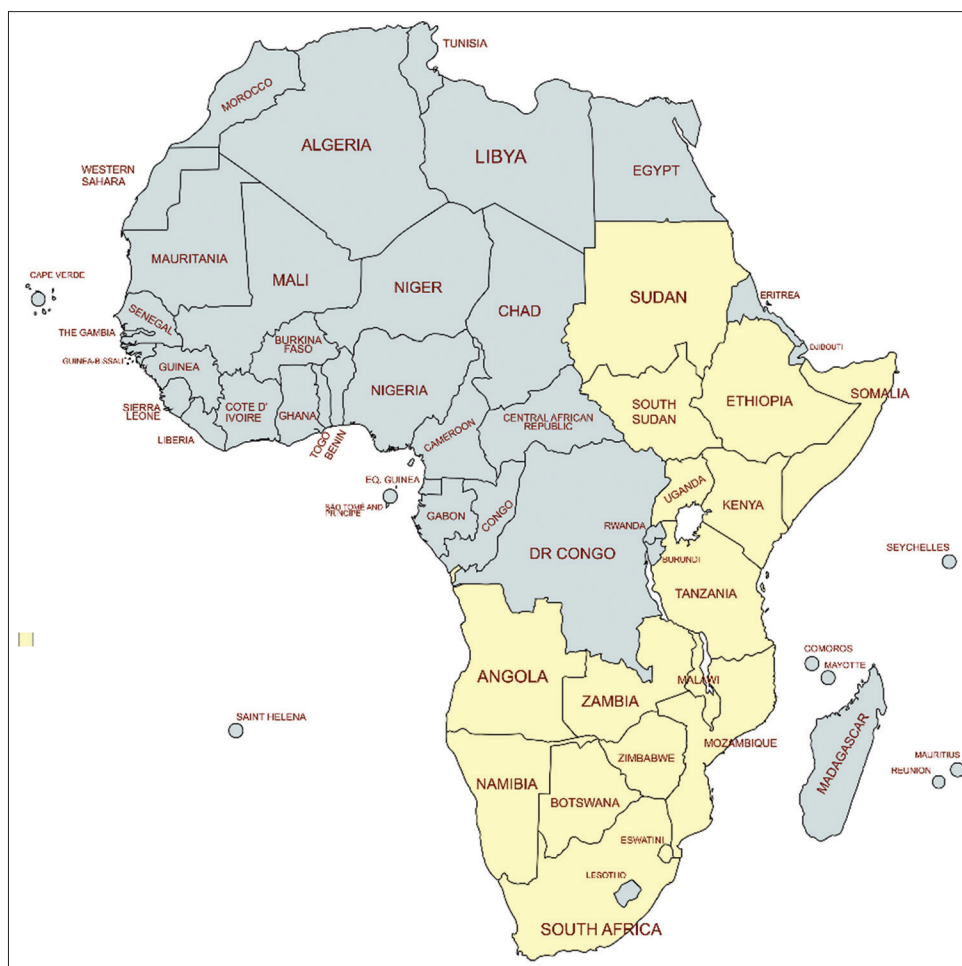 TUNISIA
MOROCCO
ALGERIA
LIBYA
EGYPT
WESTERN
SAHARA
MAURITANIA
MALI
NIGER
CHAD
SUDAN
CAPE VERDE
ERITREA
SENEGAL
THE GAMBIA
GUINEA-BISSAU
BURKINA
FASO
DJIBOUTI
GUINEA
NIGERIA
SOMALIA
ETHIOPIA
SOUTH
SUDAN
SIERRA
LEONE
COTE D'
IVOIRE
GHANA
CENTRAL AFRICAN
REPUBLIC
LIBERIA
TOGO
BENIN
CAMEROON
EQ. GUINEA
UGANDA
KENYA
SÃO TOMÉ AND
PRINCIPE
GABON
CONGO
RWANDA
DR CONGO
BURUNDI
SEYCHELLES
TANZANIA
COMOROS
MAYOTTE
ANGOLA
MALAWI
ZAMBIA
SAINT HELENA
MOZAMBIQUE
MADAGASCAR
ZIMBABWE
MAURITIUS
REUNION
NAMIBIA
BOTSWANA
ESWATINI
LESOTHO
SOUTH AFRICA